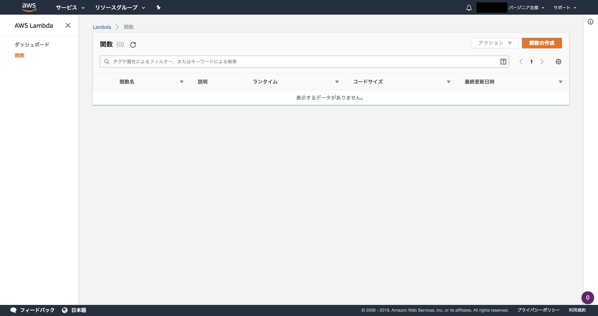 aws サービス リソースグループ バージニア北部 サポート
AWS Lambda
ダッシュボード
関数
Lambda 関数
関数 (0) アクション 関数の作成
タグや属性によるフィルター、またはキーワードによる検索 1
関数名 説明 ランタイム コードサイズ 最終更新日時
表示するデータがありません。
フィードバック 日本語 © 2008 - 2018, Amazon Web Services, Inc. or its affiliates. All rights reserved. プライバシーポリシー 利用規約